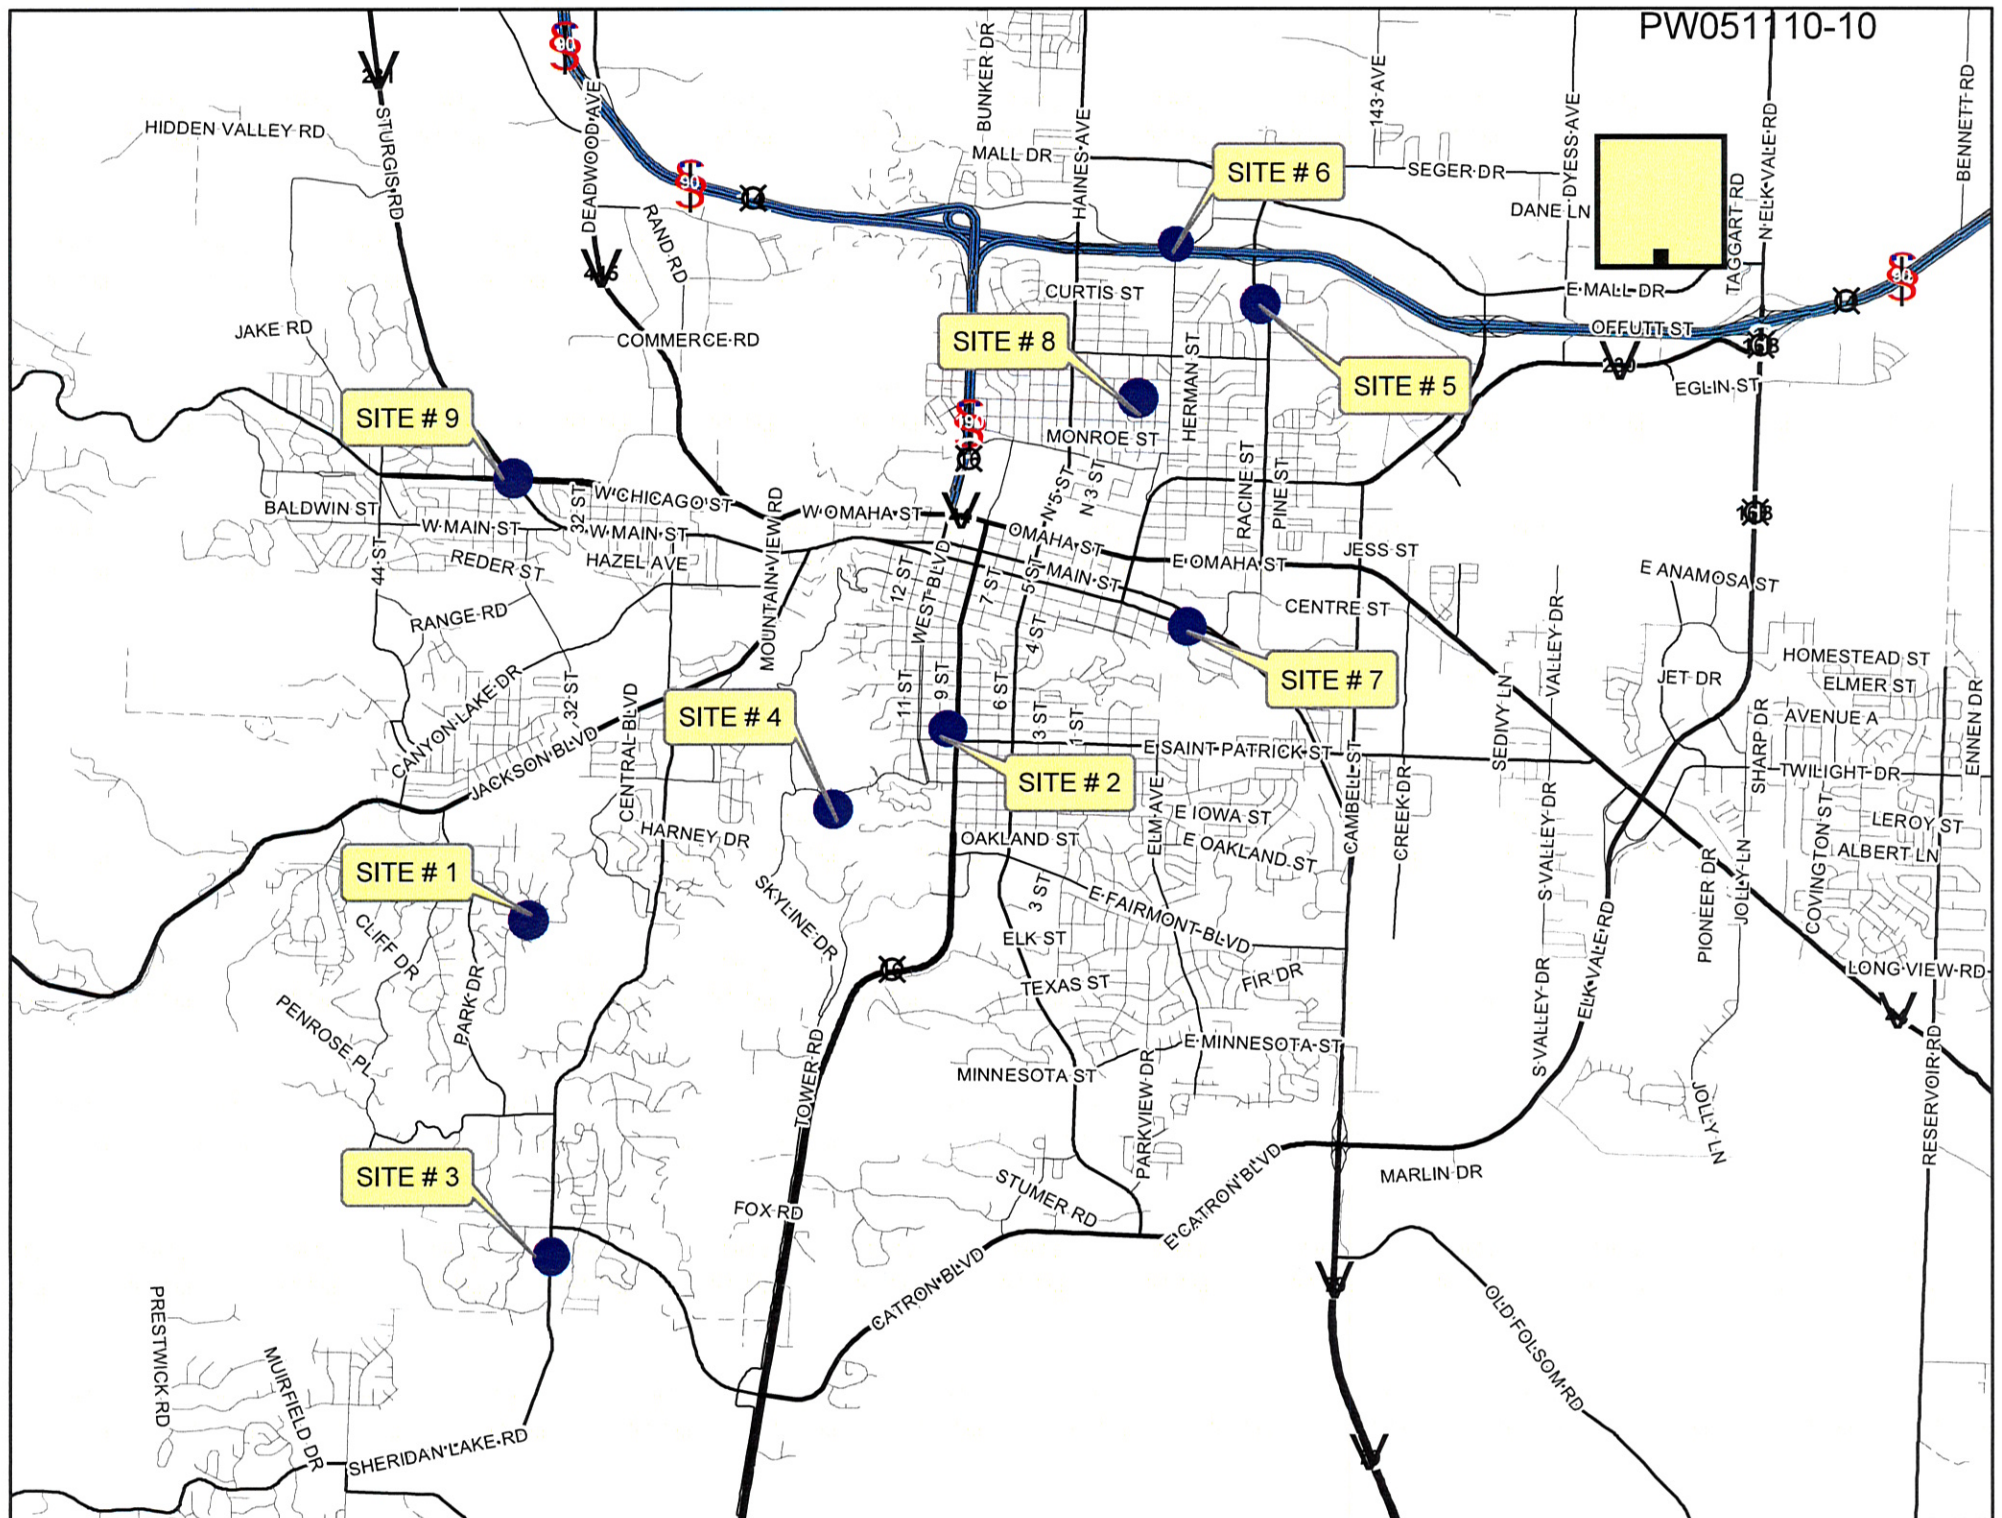 PW051110-10
BUNKER DR
HAINES AVE
143 AVE
DYESS AVE
N ELK VALE RD
BENNETT RD
HIDDEN VALLEY RD
STURGIS RD
DEADWOOD AVE
90
MALL DR
SITE # 6
SEGER DR
90
14
DANE LN
TAGGART RD
RAND RD
CURTIS ST
E MALL DR
90
14
JAKE RD
COMMERCE RD
SITE # 8
HERMAN ST
SITE # 5
OFFUTT ST
EGLIN ST
SITE # 9
MONROE ST
RACINE ST
PINE ST
N 5 ST
N 3 ST
BALDWIN ST
W MAIN ST
32 ST
W CHICAGO ST
W MAIN ST
MOUNTAIN VIEW RD
W OMAHA ST
OMAHA ST
E OMAHA ST
JESS ST
44 ST
REDER ST
HAZEL AVE
12 ST
WEST BLVD
7 ST
5 ST
MAIN ST
CENTRE ST
E ANAMOSA ST
RANGE RD
4 ST
SITE # 7
VALLEY DR
HOMESTEAD ST
JET DR
ELMER ST
CANYON LAKE DR
32 ST
CENTRAL BLVD
SITE # 4
11 ST
9 ST
6 ST
3 ST
1 ST
SEDIVY LN
SHARP DR
AVENUE A
ENNEN DR
JACKSON BLVD
E SAINT PATRICK ST
SITE # 2
CAMBELL ST
CREEK DR
S VALLEY DR
TWILIGHT DR
HARNEY DR
OAKLAND ST
ELM AVE
E IOWA ST
E OAKLAND ST
COVINGTON ST
LEROY ST
ALBERT LN
SITE # 1
SKYLINE DR
3 ST
E FAIRMONT BLVD
PIONEER DR
JOLLY LN
CLIFF DR
ELK ST
FIR DR
ELK VALE RD
LONG VIEW RD
PARK DR
16
TEXAS ST
S VALLEY DR
PENROSE PL
TOWER RD
MINNESOTA ST
E MINNESOTA ST
PARKVIEW DR
JOLLY LN
RESERVOIR RD
SITE # 3
FOX RD
STUMER RD
E CATRON BLVD
MARLIN DR
CATRON BLVD
OLD FOLSOM RD
PRESTWICK RD
MUIRFIELD DR
SHERIDAN LAKE RD